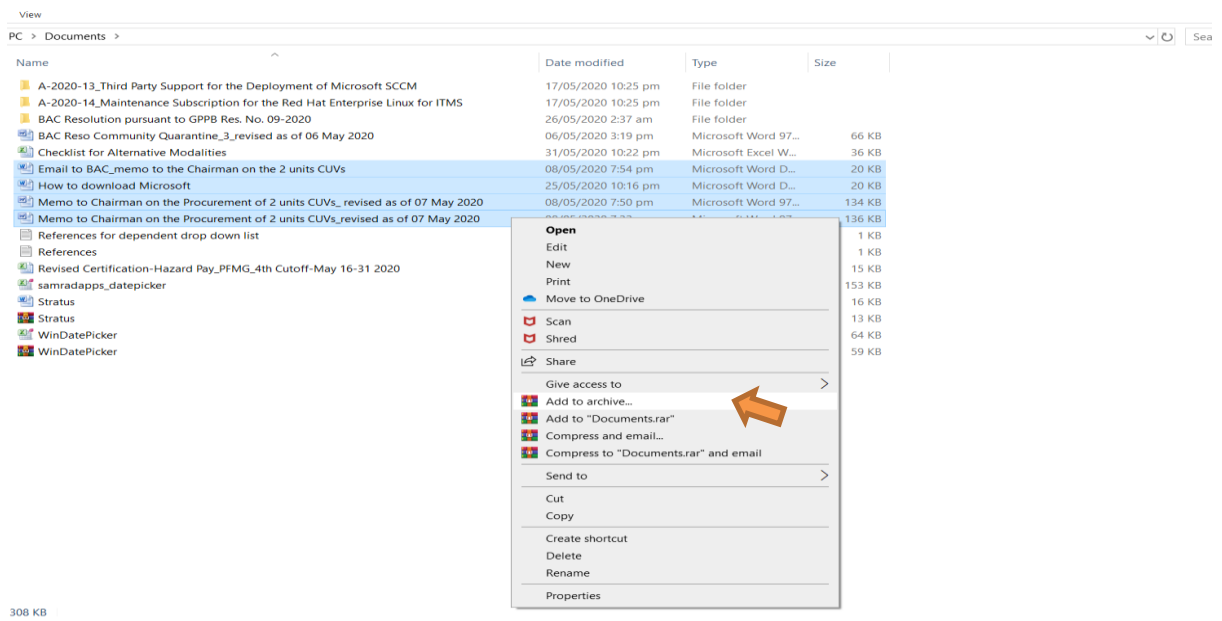 View
PC > Documents >
Sea
Name Date modified Type Size
A-2020-13_Third Party Support for the Deployment of Microsoft SCCM 17/05/2020 10:25 pm File folder
A-2020-14_Maintenance Subscription for the Red Hat Enterprise Linux for ITMS 17/05/2020 10:25 pm File folder
BAC Resolution pursuant to GPPB Res. No. 09-2020 26/05/2020 2:37 am File folder
BAC Reso Community Quarantine_3_revised as of 06 May 2020 06/05/2020 3:19 pm Microsoft Word 97... 66 KB
Checklist for Alternative Modalities 31/05/2020 10:22 pm Microsoft Excel W... 36 KB
Email to BAC_memo to the Chairman on the 2 units CUVs 08/05/2020 7:54 pm Microsoft Word D... 20 KB
How to download Microsoft 25/05/2020 10:16 pm Microsoft Word D... 20 KB
Memo to Chairman on the Procurement of 2 units CUVs_ revised as of 07 May 2020 08/05/2020 7:50 pm Microsoft Word 97... 134 KB
Memo to Chairman on the Procurement of 2 units CUVs_revised as of 07 May 2020 136 KB
References for dependent drop down list 1 KB
References 1 KB
Revised Certification-Hazard Pay_PFMG_4th Cutoff-May 16-31 2020 15 KB
samradapps_datepicker 153 KB
Stratus 16 KB
Stratus 13 KB
WinDatePicker 64 KB
WinDatePicker 59 KB
Open
Edit
New
Print
Move to OneDrive
Scan
Shred
Share
Give access to
Add to archive...
Add to "Documents.rar"
Compress and email...
Compress to "Documents.rar" and email
Send to
Cut
Copy
Create shortcut
Delete
Rename
Properties
308 KB